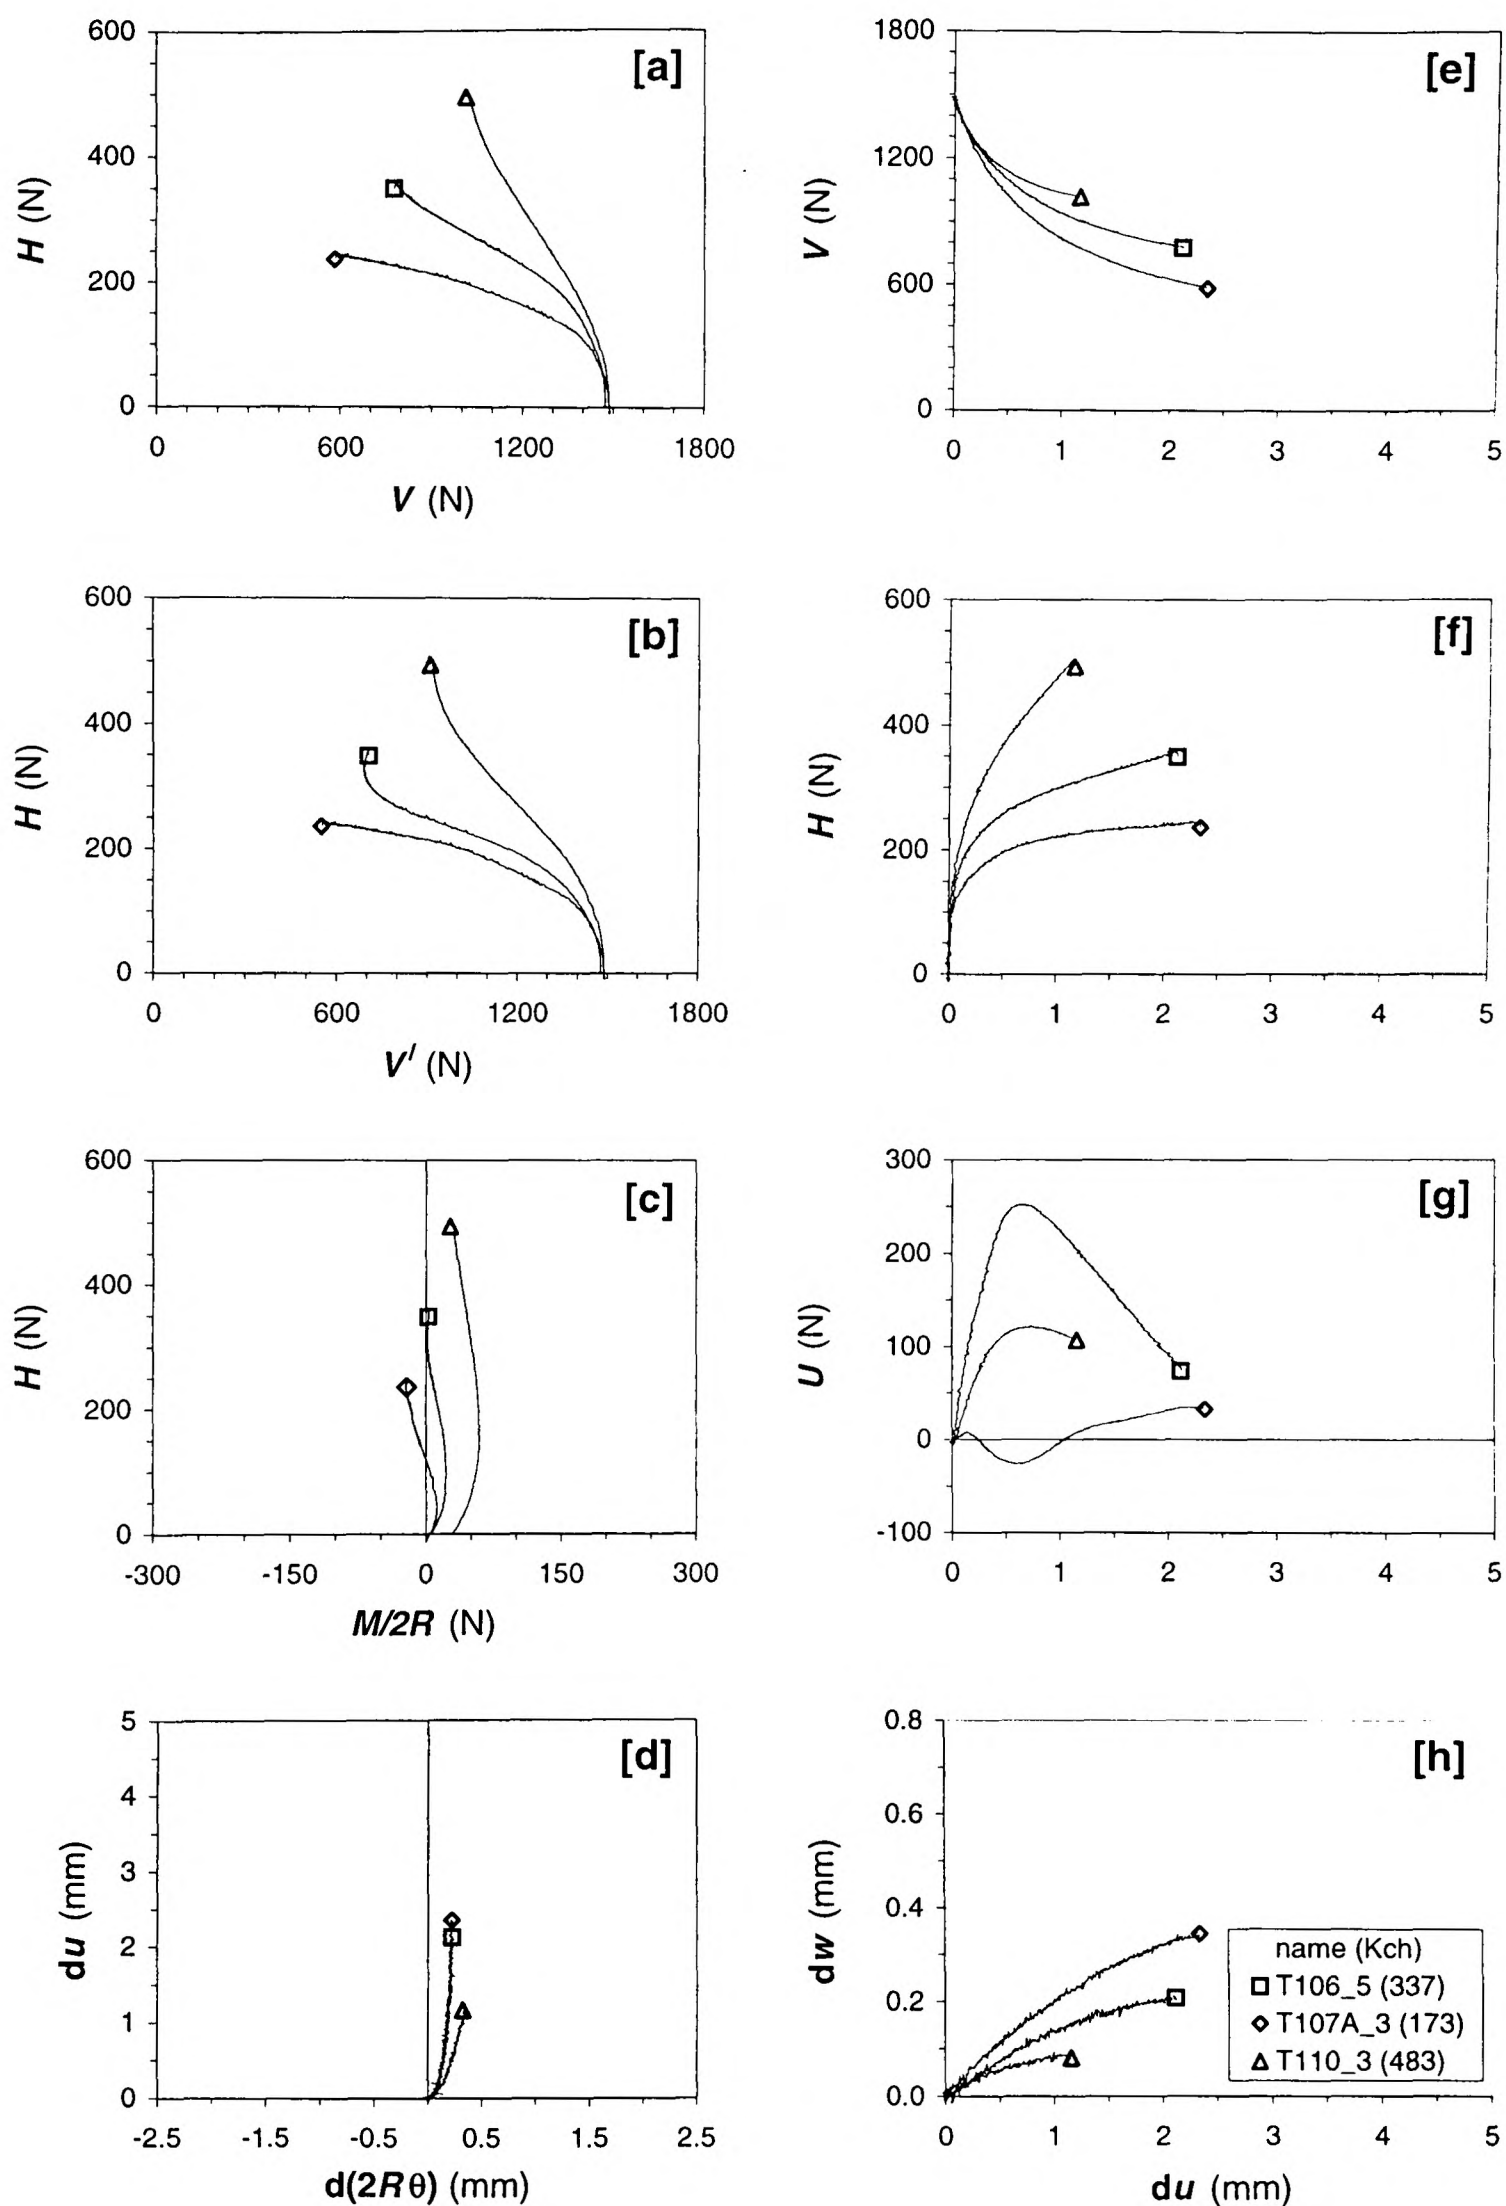 [a]
600
400
200
0
H (N)
0 600 1200 1800
V (N)
[e]
1800
1200
600
0
V (N)
0 1 2 3 4 5
[b]
600
400
200
0
H (N)
0 600 1200 1800
V′ (N)
[f]
600
400
200
0
H (N)
0 1 2 3 4 5
[c]
600
400
200
0
H (N)
-300 -150 0 150 300
M/2R (N)
[g]
300
200
100
0
-100
U (N)
0 1 2 3 4 5
[d]
5
4
3
2
1
0
du (mm)
-2.5 -1.5 -0.5 0.5 1.5 2.5
d(2Rθ) (mm)
[h]
0.8
0.6
0.4
0.2
0.0
dw (mm)
name (Kch)
T106_5 (337)
T107A_3 (173)
T110_3 (483)
0 1 2 3 4 5
du (mm)